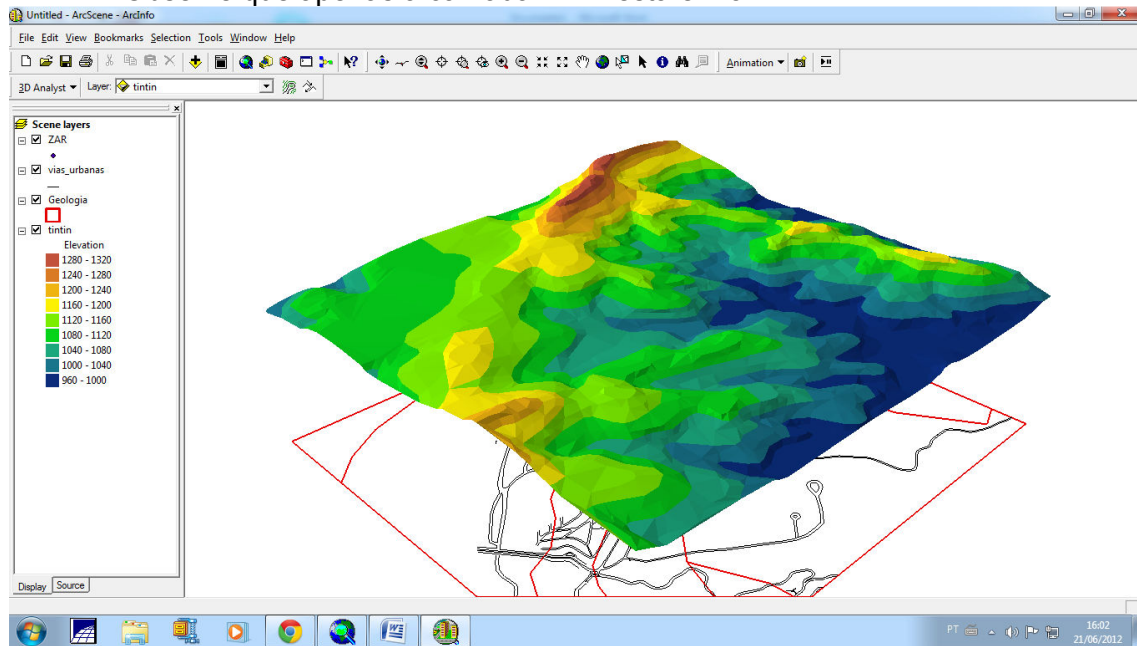 Untitled - ArcScene - ArcInfo
File Edit View Bookmarks Selection Tools Window Help
Animation
3D Analyst Layer: tintin
Scene layers
ZAR
vias_urbanas
Geologia
tintin
Elevation
1280 - 1320
1240 - 1280
1200 - 1240
1160 - 1200
1120 - 1160
1080 - 1120
1040 - 1080
1000 - 1040
960 - 1000
Display Source
PT 16:02
21/06/2012